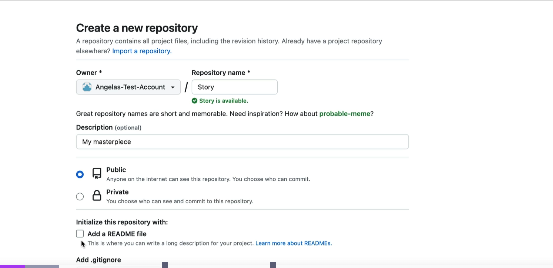 Create a new repository
A repository contains all project files, including the revision history. Already have a project repository
elsewhere? Import a repository.
Owner * Repository name *
Angelas-Test-Account / Story
Story is available.
Great repository names are short and memorable. Need inspiration? How about probable-meme?
Description (optional)
My masterpiece
Public
Anyone on the internet can see this repository. You choose who can commit.
Private
You choose who can see and commit to this repository.
Initialize this repository with:
Add a README file
This is where you can write a long description for your project. Learn more about READMEs.
Add .gitignore